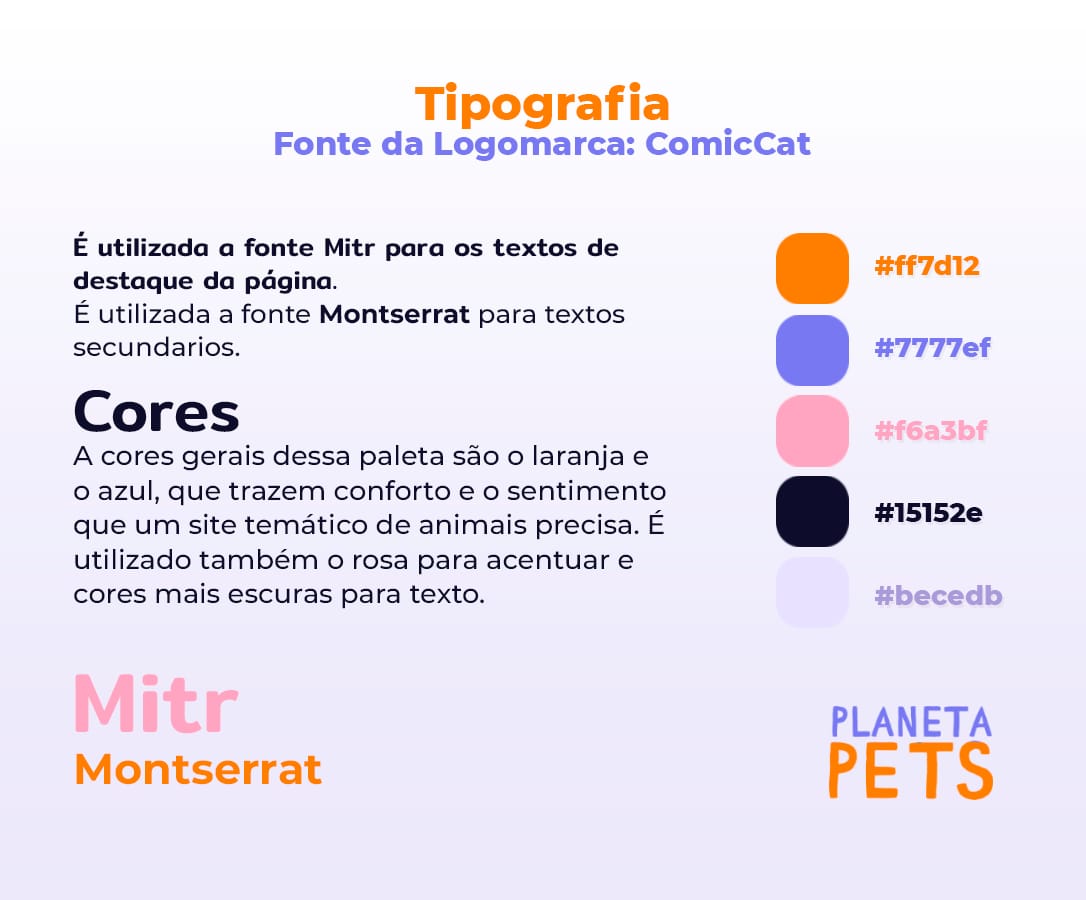 Tipografia
Fonte da Logomarca: ComicCat
É utilizada a fonte Mitr para os textos de
destaque da página.
É utilizada a fonte Montserrat para textos
secundarios.
Cores
A cores gerais dessa paleta são o laranja e
o azul, que trazem conforto e o sentimento
que um site temático de animais precisa. É
utilizado também o rosa para acentuar e
cores mais escuras para texto.
#ff7d12
#7777ef
#f6a3bf
#15152e
#becedb
Mitr
Montserrat
PLANETA
PETS